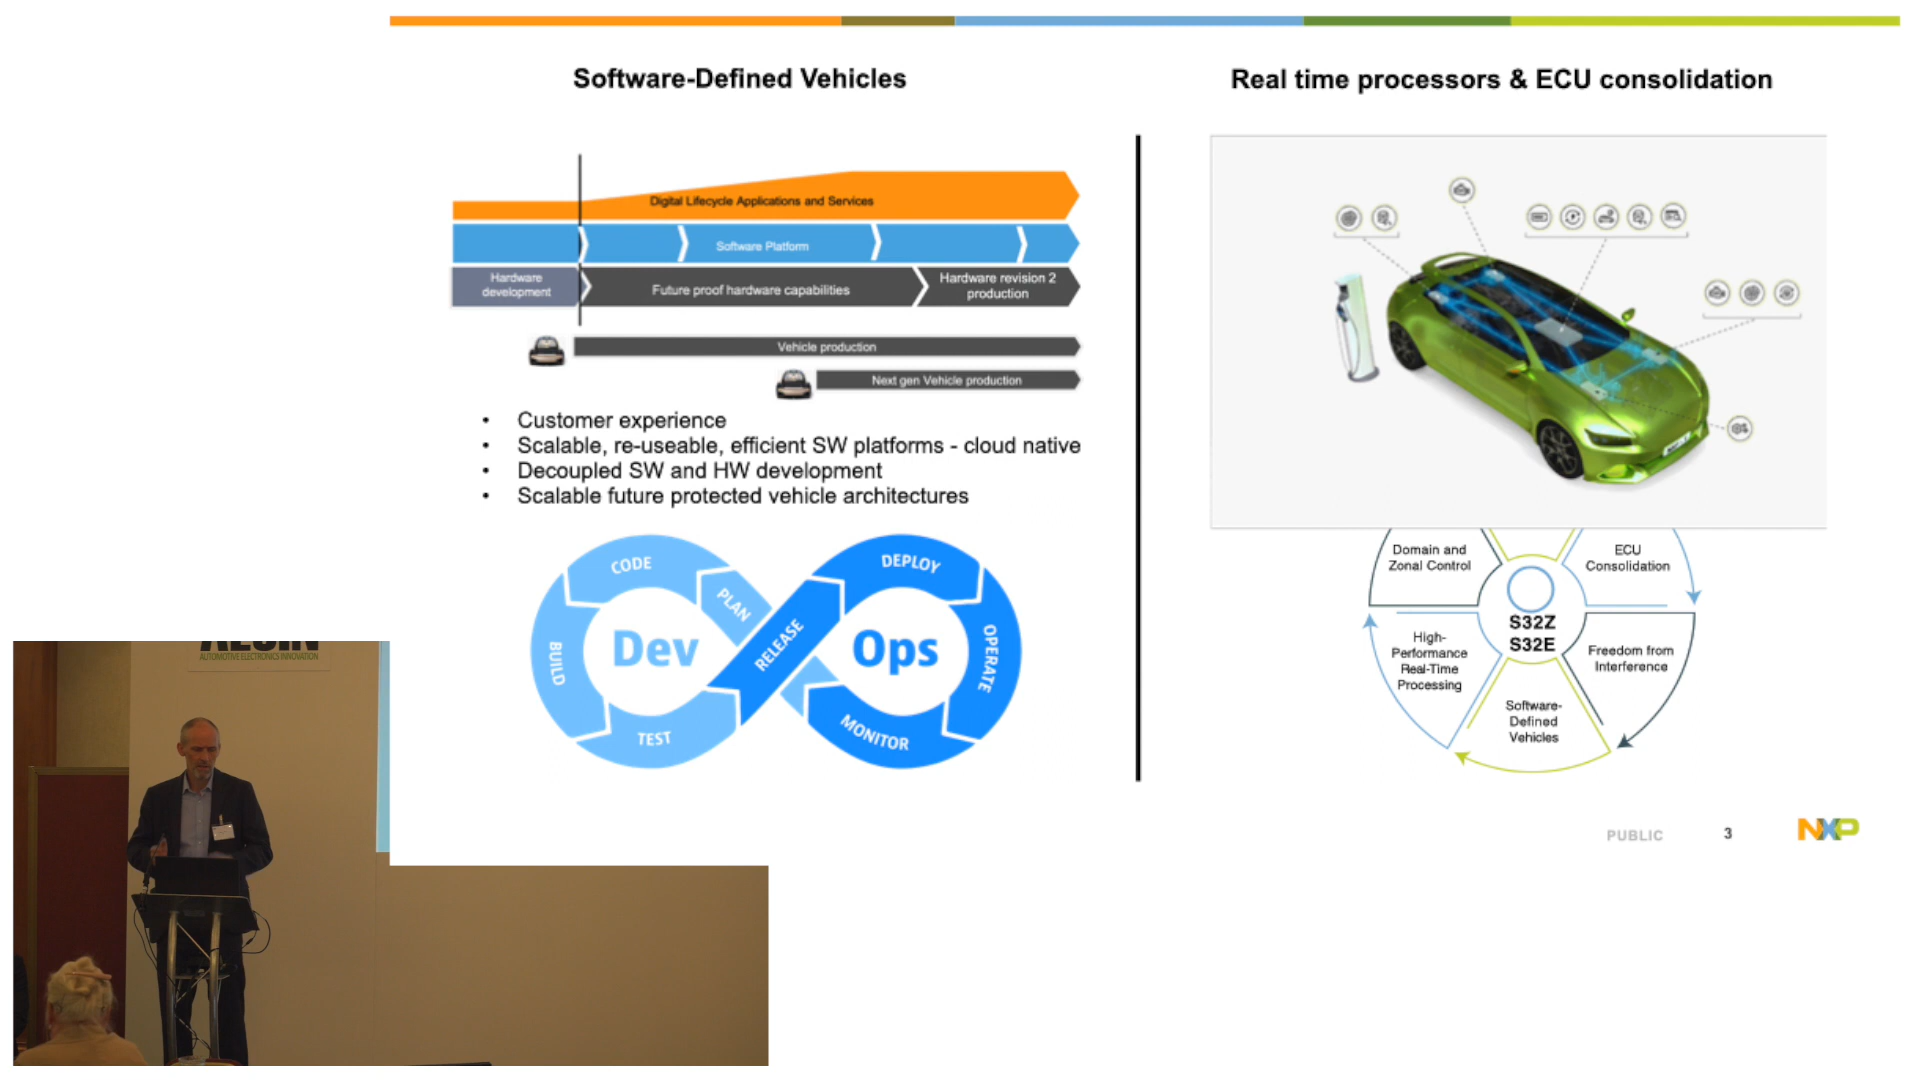 Software-Defined Vehicles
Digital Lifecycle Applications and Services
Software Platform
Hardware
development
Future proof hardware capabilities
Hardware revision 2
production
Vehicle production
Next gen Vehicle production
• Customer experience
• Scalable, re-useable, efficient SW platforms - cloud native
• Decoupled SW and HW development
• Scalable future protected vehicle architectures
CODE
PLAN
BUILD
TEST
Dev
RELEASE
DEPLOY
Ops
OPERATE
MONITOR
Real time processors & ECU consolidation
Domain and
Zonal Control
ECU
Consolidation
S32Z
S32E
High-
Performance
Real-Time
Processing
Freedom from
Interference
Software-
Defined
Vehicles
PUBLIC
3
NXP
AESIN
AUTOMOTIVE ELECTRONICS INNOVATION